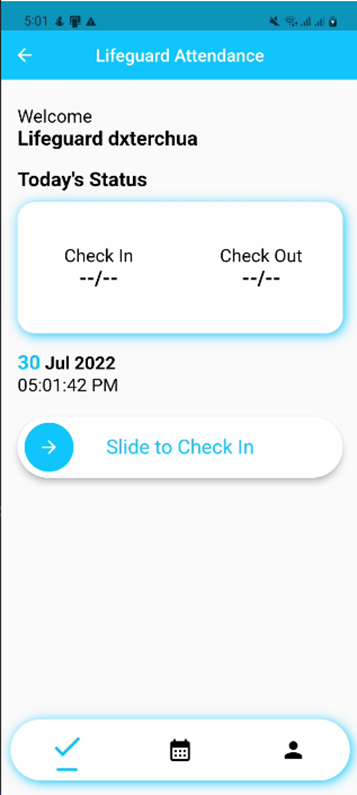 5:01
Lifeguard Attendance
Welcome
Lifeguard dxterchua
Today's Status
Check In Check Out
--/-- --/--
30 Jul 2022
05:01:42 PM
Slide to Check In